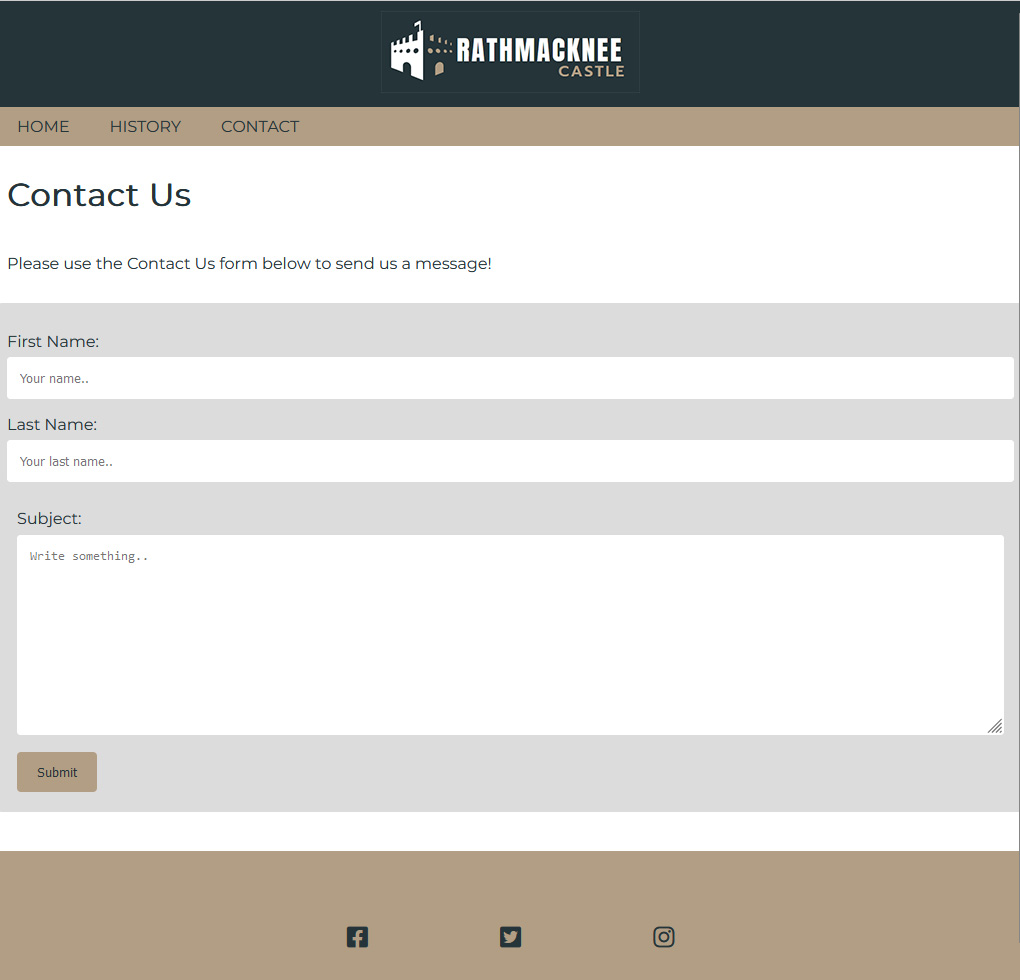 RATHMACKNEE
CASTLE
HOME HISTORY CONTACT
Contact Us
Please use the Contact Us form below to send us a message!
First Name:
Your name..
Last Name:
Your last name..
Subject:
Write something..
Submit